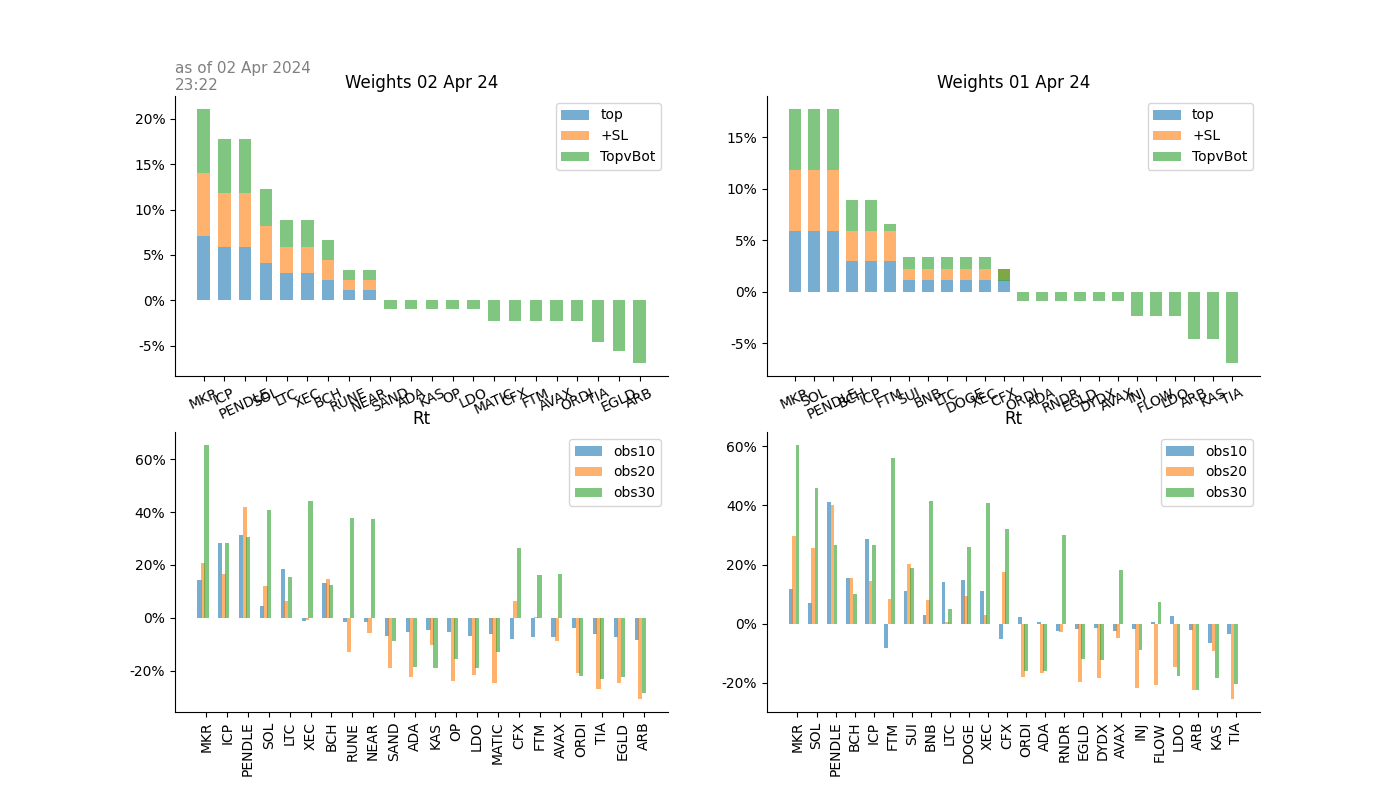 as of 02 Apr 2024
23:22
Weights 02 Apr 24
20%
15%
10%
5%
0%
-5%
top
+SL
TopvBot
MKR ICP PENDLE SOL LTC XEC BCH RUNE NEAR SAND ADA KAS OP LDO MATIC CFX FTM AVAX ORDI TIA EGLD ARB
Weights 01 Apr 24
15%
10%
5%
0%
-5%
top
+SL
TopvBot
MKR SOL PENDLE BCH ICP FTM SUI BNB LTC DOGE XEC CFX ORDI ADA RNDR EGLD DYDX AVAX INJ FLOW LDO ARB KAS TIA
Rt
60%
40%
20%
0%
-20%
obs10
obs20
obs30
MKR ICP PENDLE SOL LTC XEC BCH RUNE NEAR SAND ADA KAS OP LDO MATIC CFX FTM AVAX ORDI TIA EGLD ARB
Rt
60%
40%
20%
0%
-20%
obs10
obs20
obs30
MKR SOL PENDLE BCH ICP FTM SUI BNB LTC DOGE XEC CFX ORDI ADA RNDR EGLD DYDX AVAX INJ FLOW LDO ARB KAS TIA